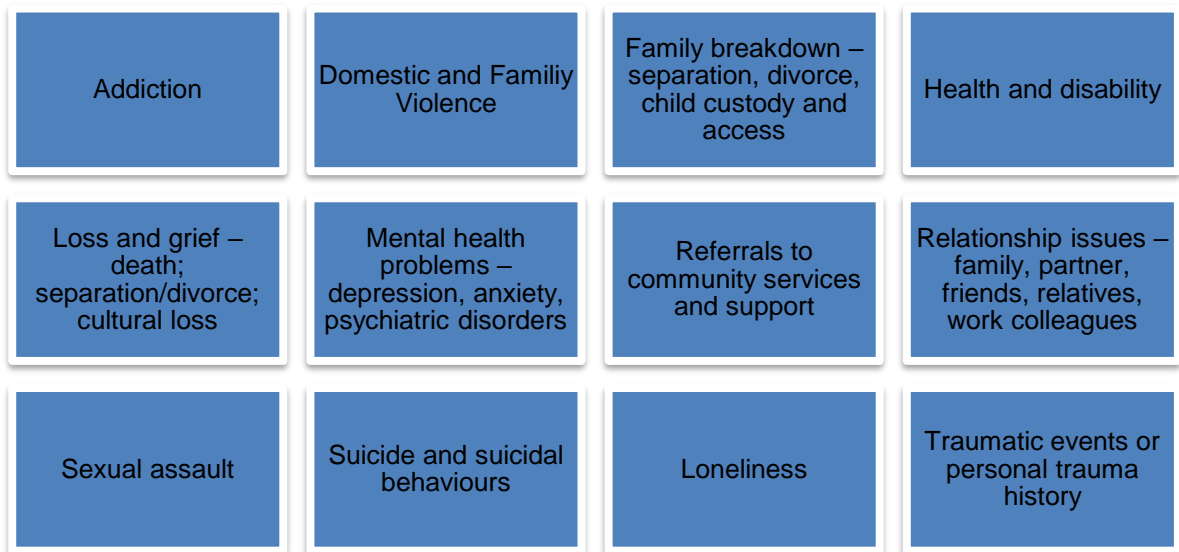 Addiction
Domestic and Familiy
Violence
Family breakdown –
separation, divorce,
child custody and
access
Health and disability
Loss and grief –
death;
separation/divorce;
cultural loss
Mental health
problems –
depression, anxiety,
psychiatric disorders
Referrals to
community services
and support
Relationship issues –
family, partner,
friends, relatives,
work colleagues
Sexual assault
Suicide and suicidal
behaviours
Loneliness
Traumatic events or
personal trauma
history